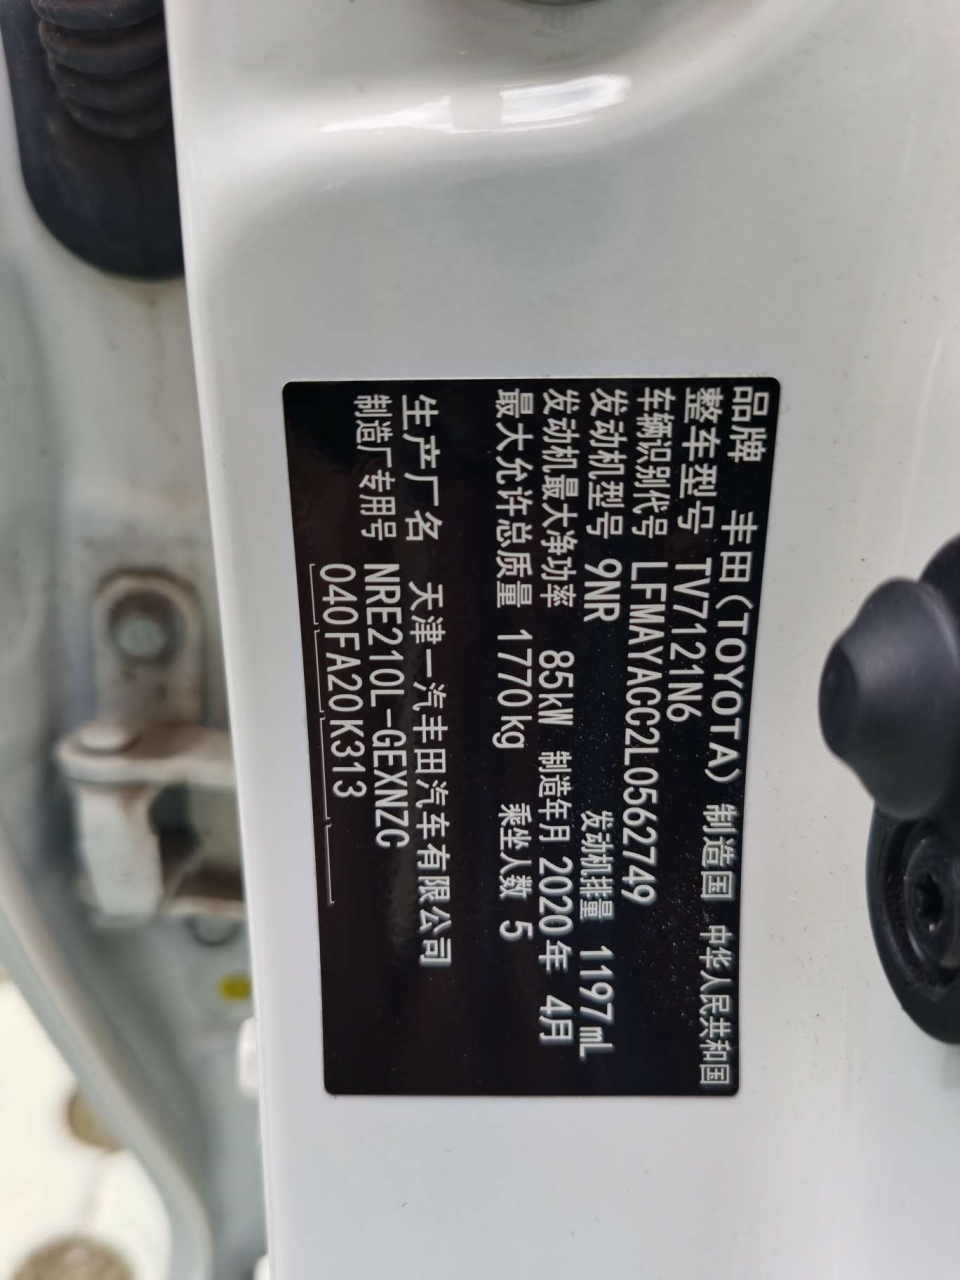 品牌 丰田(TOYOTA) 制造国 中华人民共和国
整车型号 TV7121N6
车辆识别代号 LFMAYACC2L0562749
发动机型号 9NR 发动机排量 1197mL
发动机最大净功率 85kW 制造年月 2020年 4月
最大允许总质量 1770kg 乘坐人数 5
生产厂名 天津一汽丰田汽车有限公司
制造厂专用号 NRE210L-GEXNZC
040FA20K313